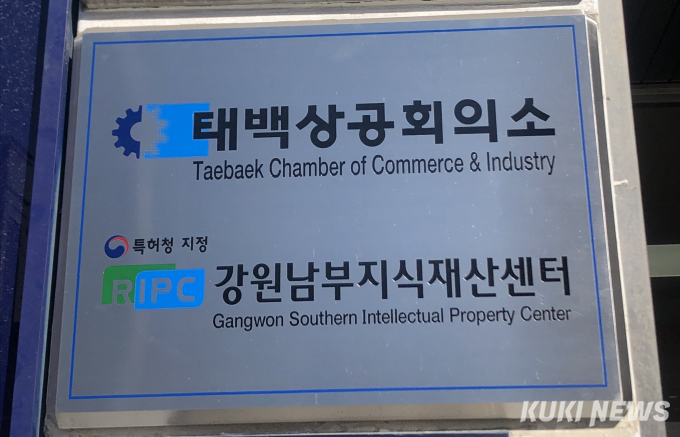 태백상공회의소
Taebaek Chamber of Commerce & Industry
특허청 지정
RIPC 강원남부지식재산센터
Gangwon Southern Intellectual Property Center
KUKI NEWS